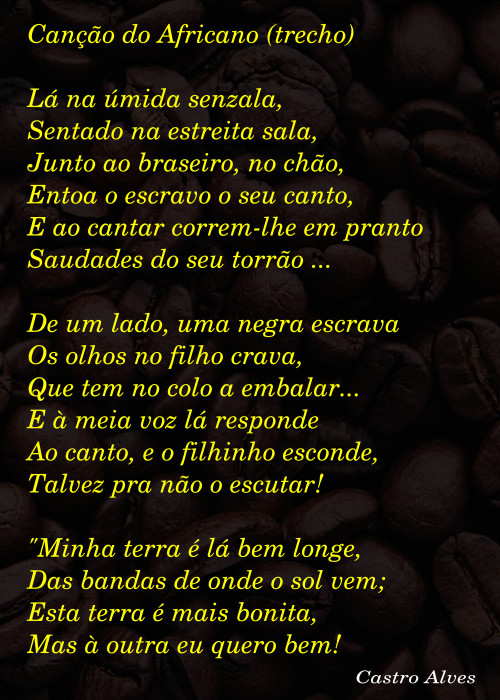 Canção do Africano (trecho)
Lá na úmida senzala,
Sentado na estreita sala,
Junto ao braseiro, no chão,
Entoa o escravo o seu canto,
E ao cantar correm-lhe em pranto
Saudades do seu torrão ...
De um lado, uma negra escrava
Os olhos no filho crava,
Que tem no colo a embalar...
E à meia voz lá responde
Ao canto, e o filhinho esconde,
Talvez pra não o escutar!
"Minha terra é lá bem longe,
Das bandas de onde o sol vem;
Esta terra é mais bonita,
Mas à outra eu quero bem!
Castro Alves